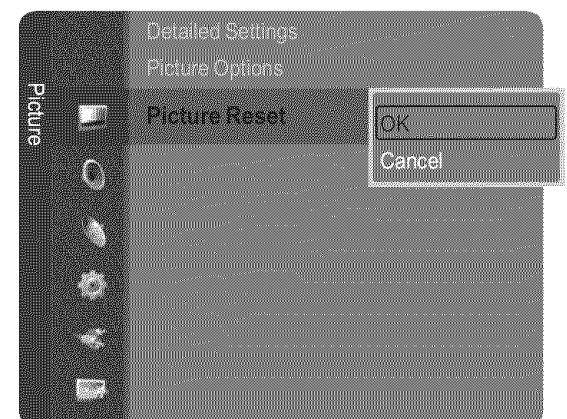 Picture
Detailed Settings
Picture Options
Picture Reset
OK
Cancel